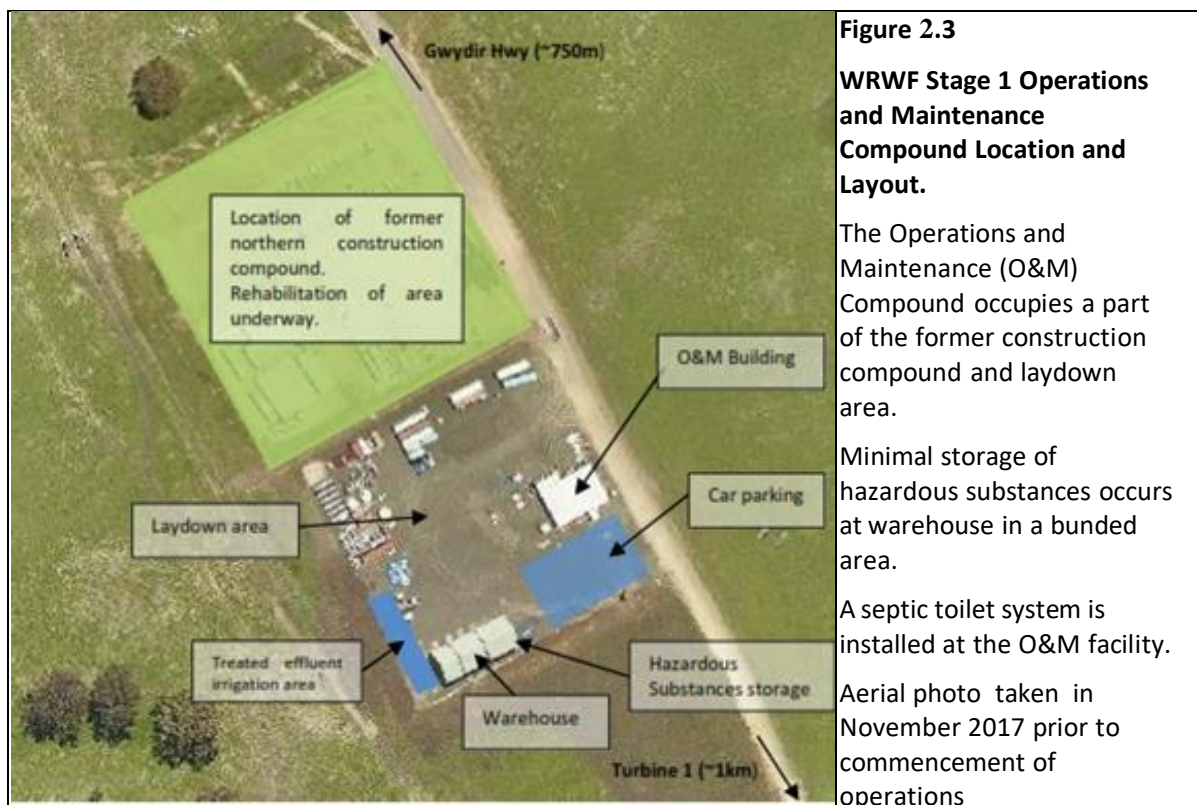 Gwydir Hwy (~750m)
Location of former
northern construction
compound.
Rehabilitation of area
underway.
O&M Building
Car parking
Laydown area
Treated effluent
irrigation area
Warehouse
Hazardous
Substances storage
Turbine 1 (~1km)
Figure 2.3
WRWF Stage 1 Operations
and Maintenance
Compound Location and
Layout.
The Operations and
Maintenance (O&M)
Compound occupies a part
of the former construction
compound and laydown
area.
Minimal storage of
hazardous substances occurs
at warehouse in a bunded
area.
A septic toilet system is
installed at the O&M facility.
Aerial photo taken in
November 2017 prior to
commencement of
operations